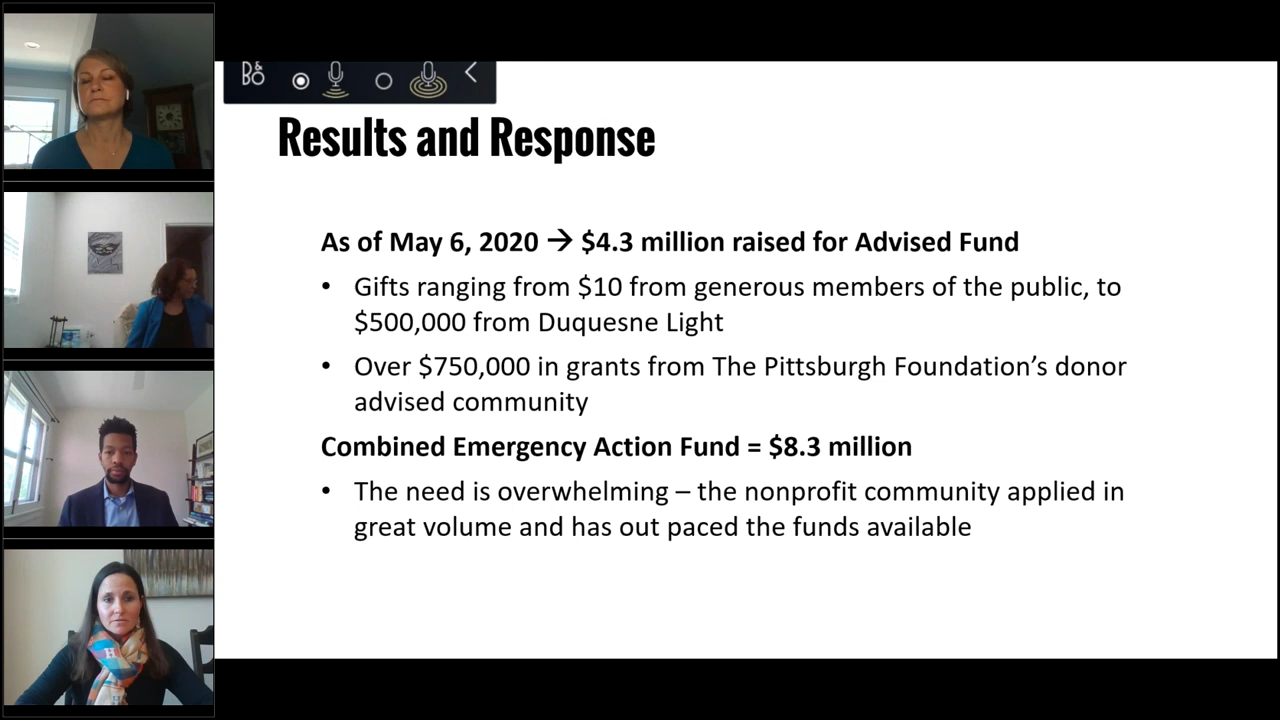 B&
BO
Results and Response
As of May 6, 2020 → $4.3 million raised for Advised Fund
• Gifts ranging from $10 from generous members of the public, to
$500,000 from Duquesne Light
• Over $750,000 in grants from The Pittsburgh Foundation’s donor
advised community
Combined Emergency Action Fund = $8.3 million
• The need is overwhelming – the nonprofit community applied in
great volume and has out paced the funds available